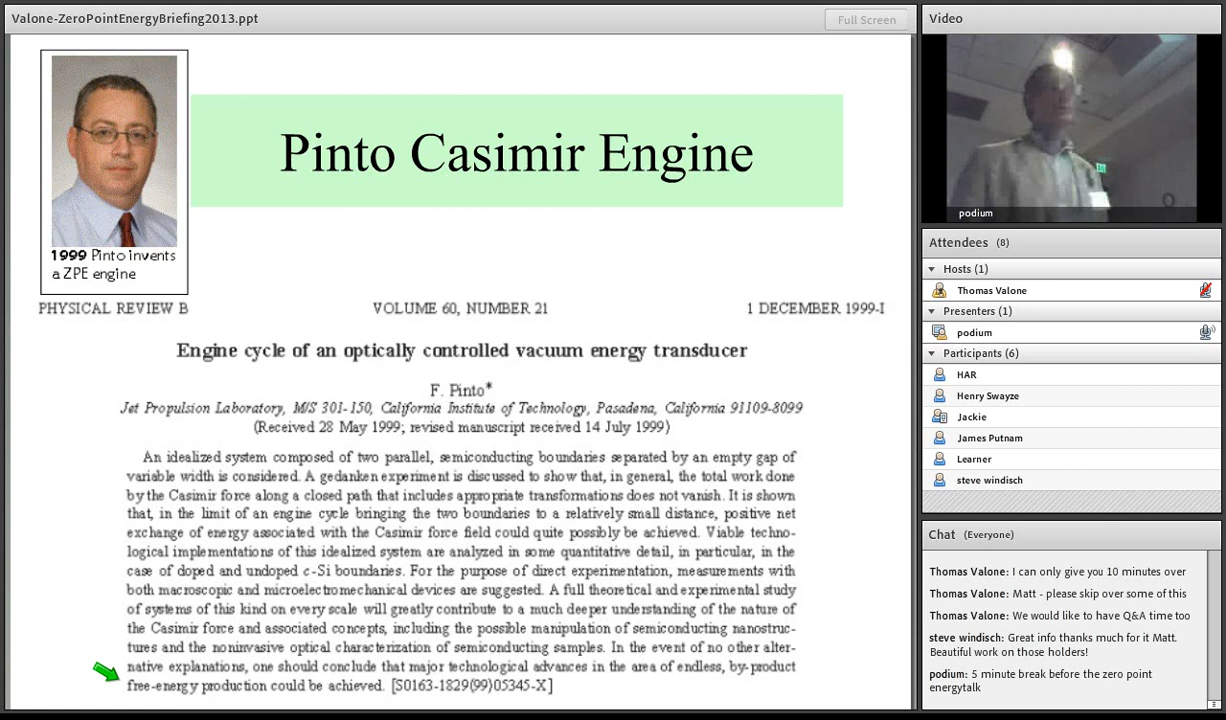 Valone-ZeroPointEnergyBriefing2013.ppt
Full Screen
Pinto Casimir Engine
1999 Pinto invents
a ZPE engine
PHYSICAL REVIEW B VOLUME 60, NUMBER 21 1 DECEMBER 1999-I
Engine cycle of an optically controlled vacuum energy transducer
F. Pinto*
Jet Propulsion Laboratory, M/S 301-150, California Institute of Technology, Pasadena, California 91109-8099
(Received 28 May 1999; revised manuscript received 14 July 1999)
An idealized system composed of two parallel, semiconducting boundaries separated by an empty gap of
variable width is considered. A gedanken experiment is discussed to show that, in general, the total work done
by the Casimir force along a closed path that includes appropriate transformations does not vanish. It is shown
that, in the limit of an engine cycle bringing the two boundaries to a relatively small distance, positive net
exchange of energy associated with the Casimir force field could quite possibly be achieved. Viable techno-
logical implementations of this idealized system are analyzed in some quantitative detail, in particular, in the
case of doped and undoped c-Si boundaries. For the purpose of direct experimentation, measurements with
both macroscopic and microelectromechanical devices are suggested. A full theoretical and experimental study
of systems of this kind on every scale will greatly contribute to a much deeper understanding of the nature of
the Casimir force and associated concepts, including the possible manipulation of semiconducting nanostruc-
tures and the noninvasive optical characterization of semiconducting samples. In the event of no other alter-
native explanations, one should conclude that major technological advances in the area of endless, by-product
free-energy production could be achieved. [S0163-1829(99)05345-X]
Video
podium
Attendees (8)
Hosts (1)
Thomas Valone
Presenters (1)
podium
Participants (6)
HAR
Henry Swayze
Jackie
James Putnam
Learner
steve windisch
Chat (Everyone)
Thomas Valone: I can only give you 10 minutes over
Thomas Valone: Matt - please skip over some of this
Thomas Valone: We would like to have Q&A time too
steve windisch: Great info thanks much for it Matt.
Beautiful work on those holders!
podium: 5 minute break before the zero point
energytalk